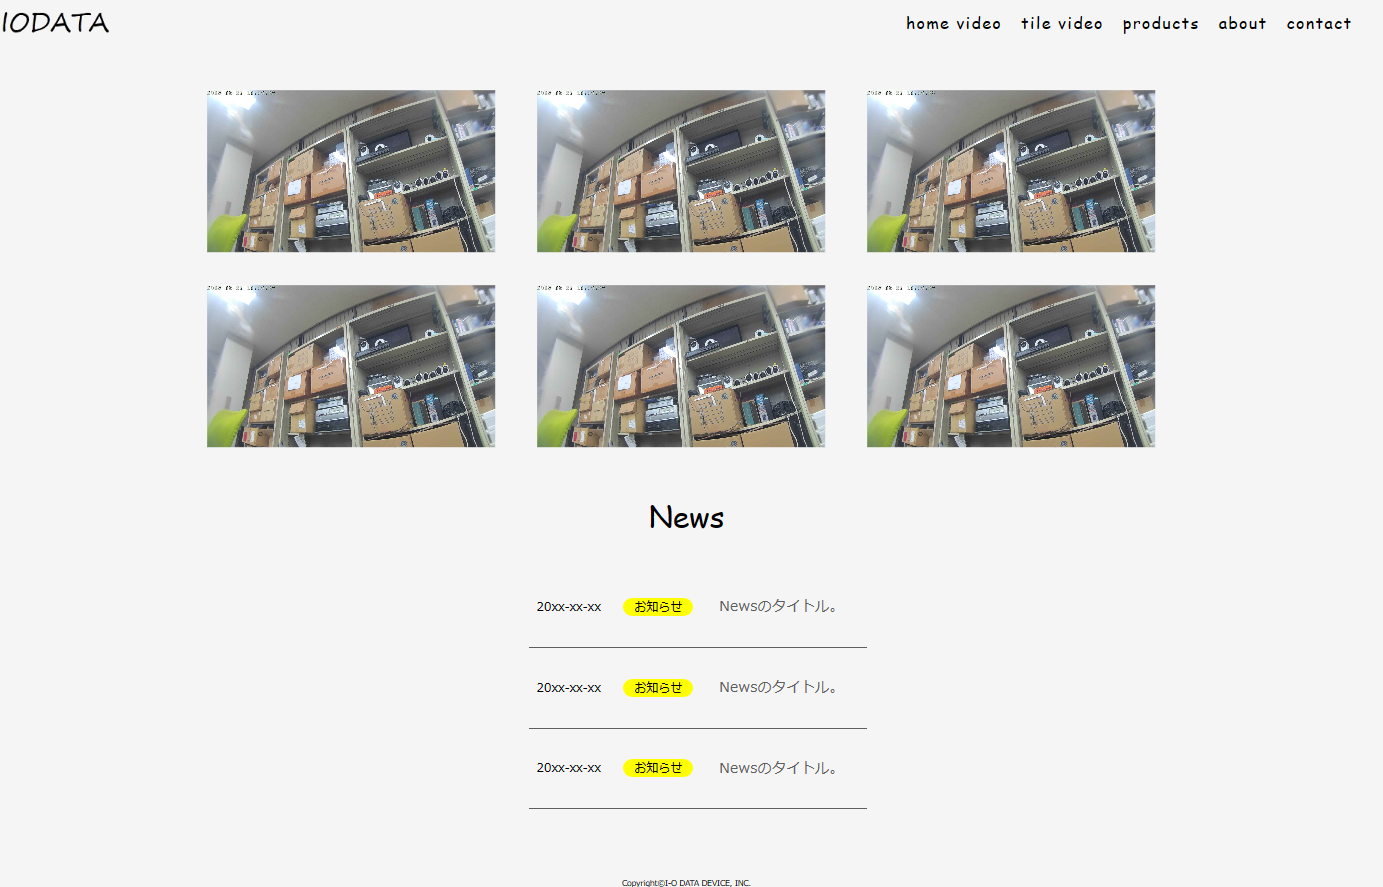 IODATA
home video tile video products about contact
News
20xx-xx-xx お知らせ Newsのタイトル。
20xx-xx-xx お知らせ Newsのタイトル。
20xx-xx-xx お知らせ Newsのタイトル。
Copyright©I-O DATA DEVICE, INC.